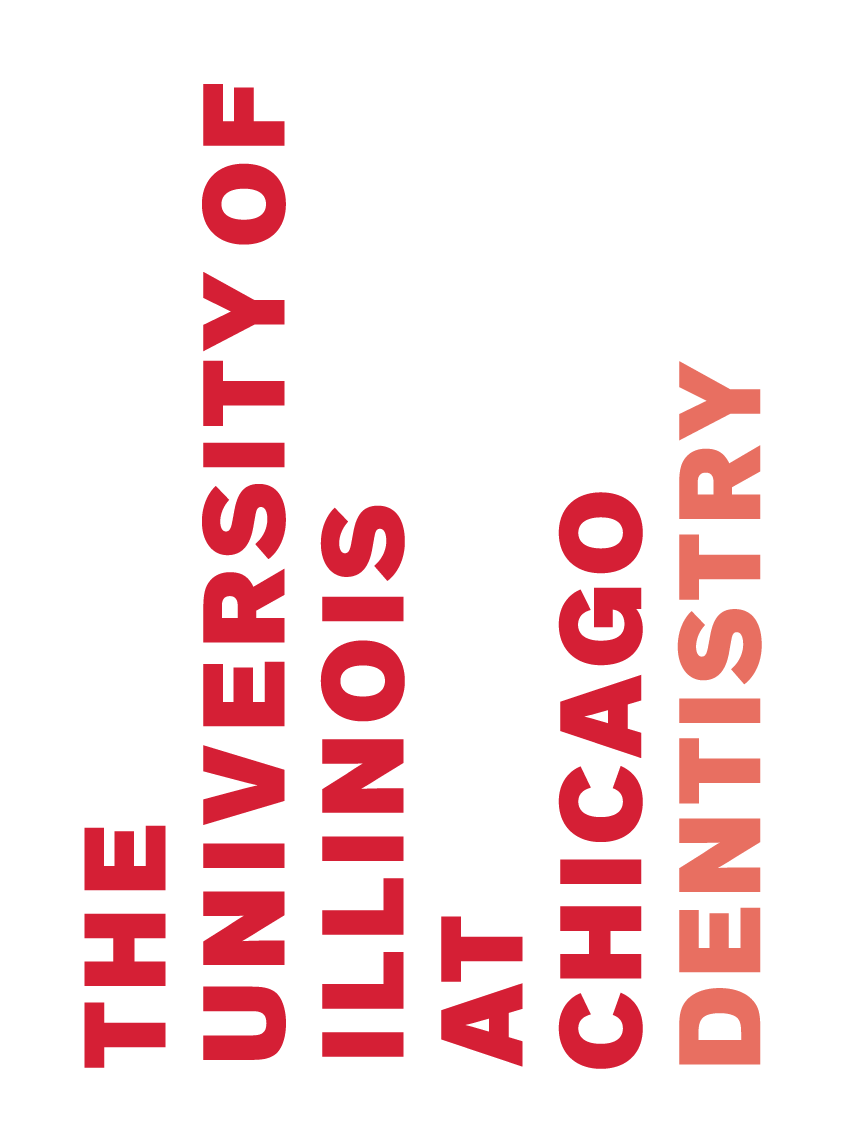 THE
UNIVERSITY OF
ILLINOIS
AT
CHICAGO
DENTISTRY